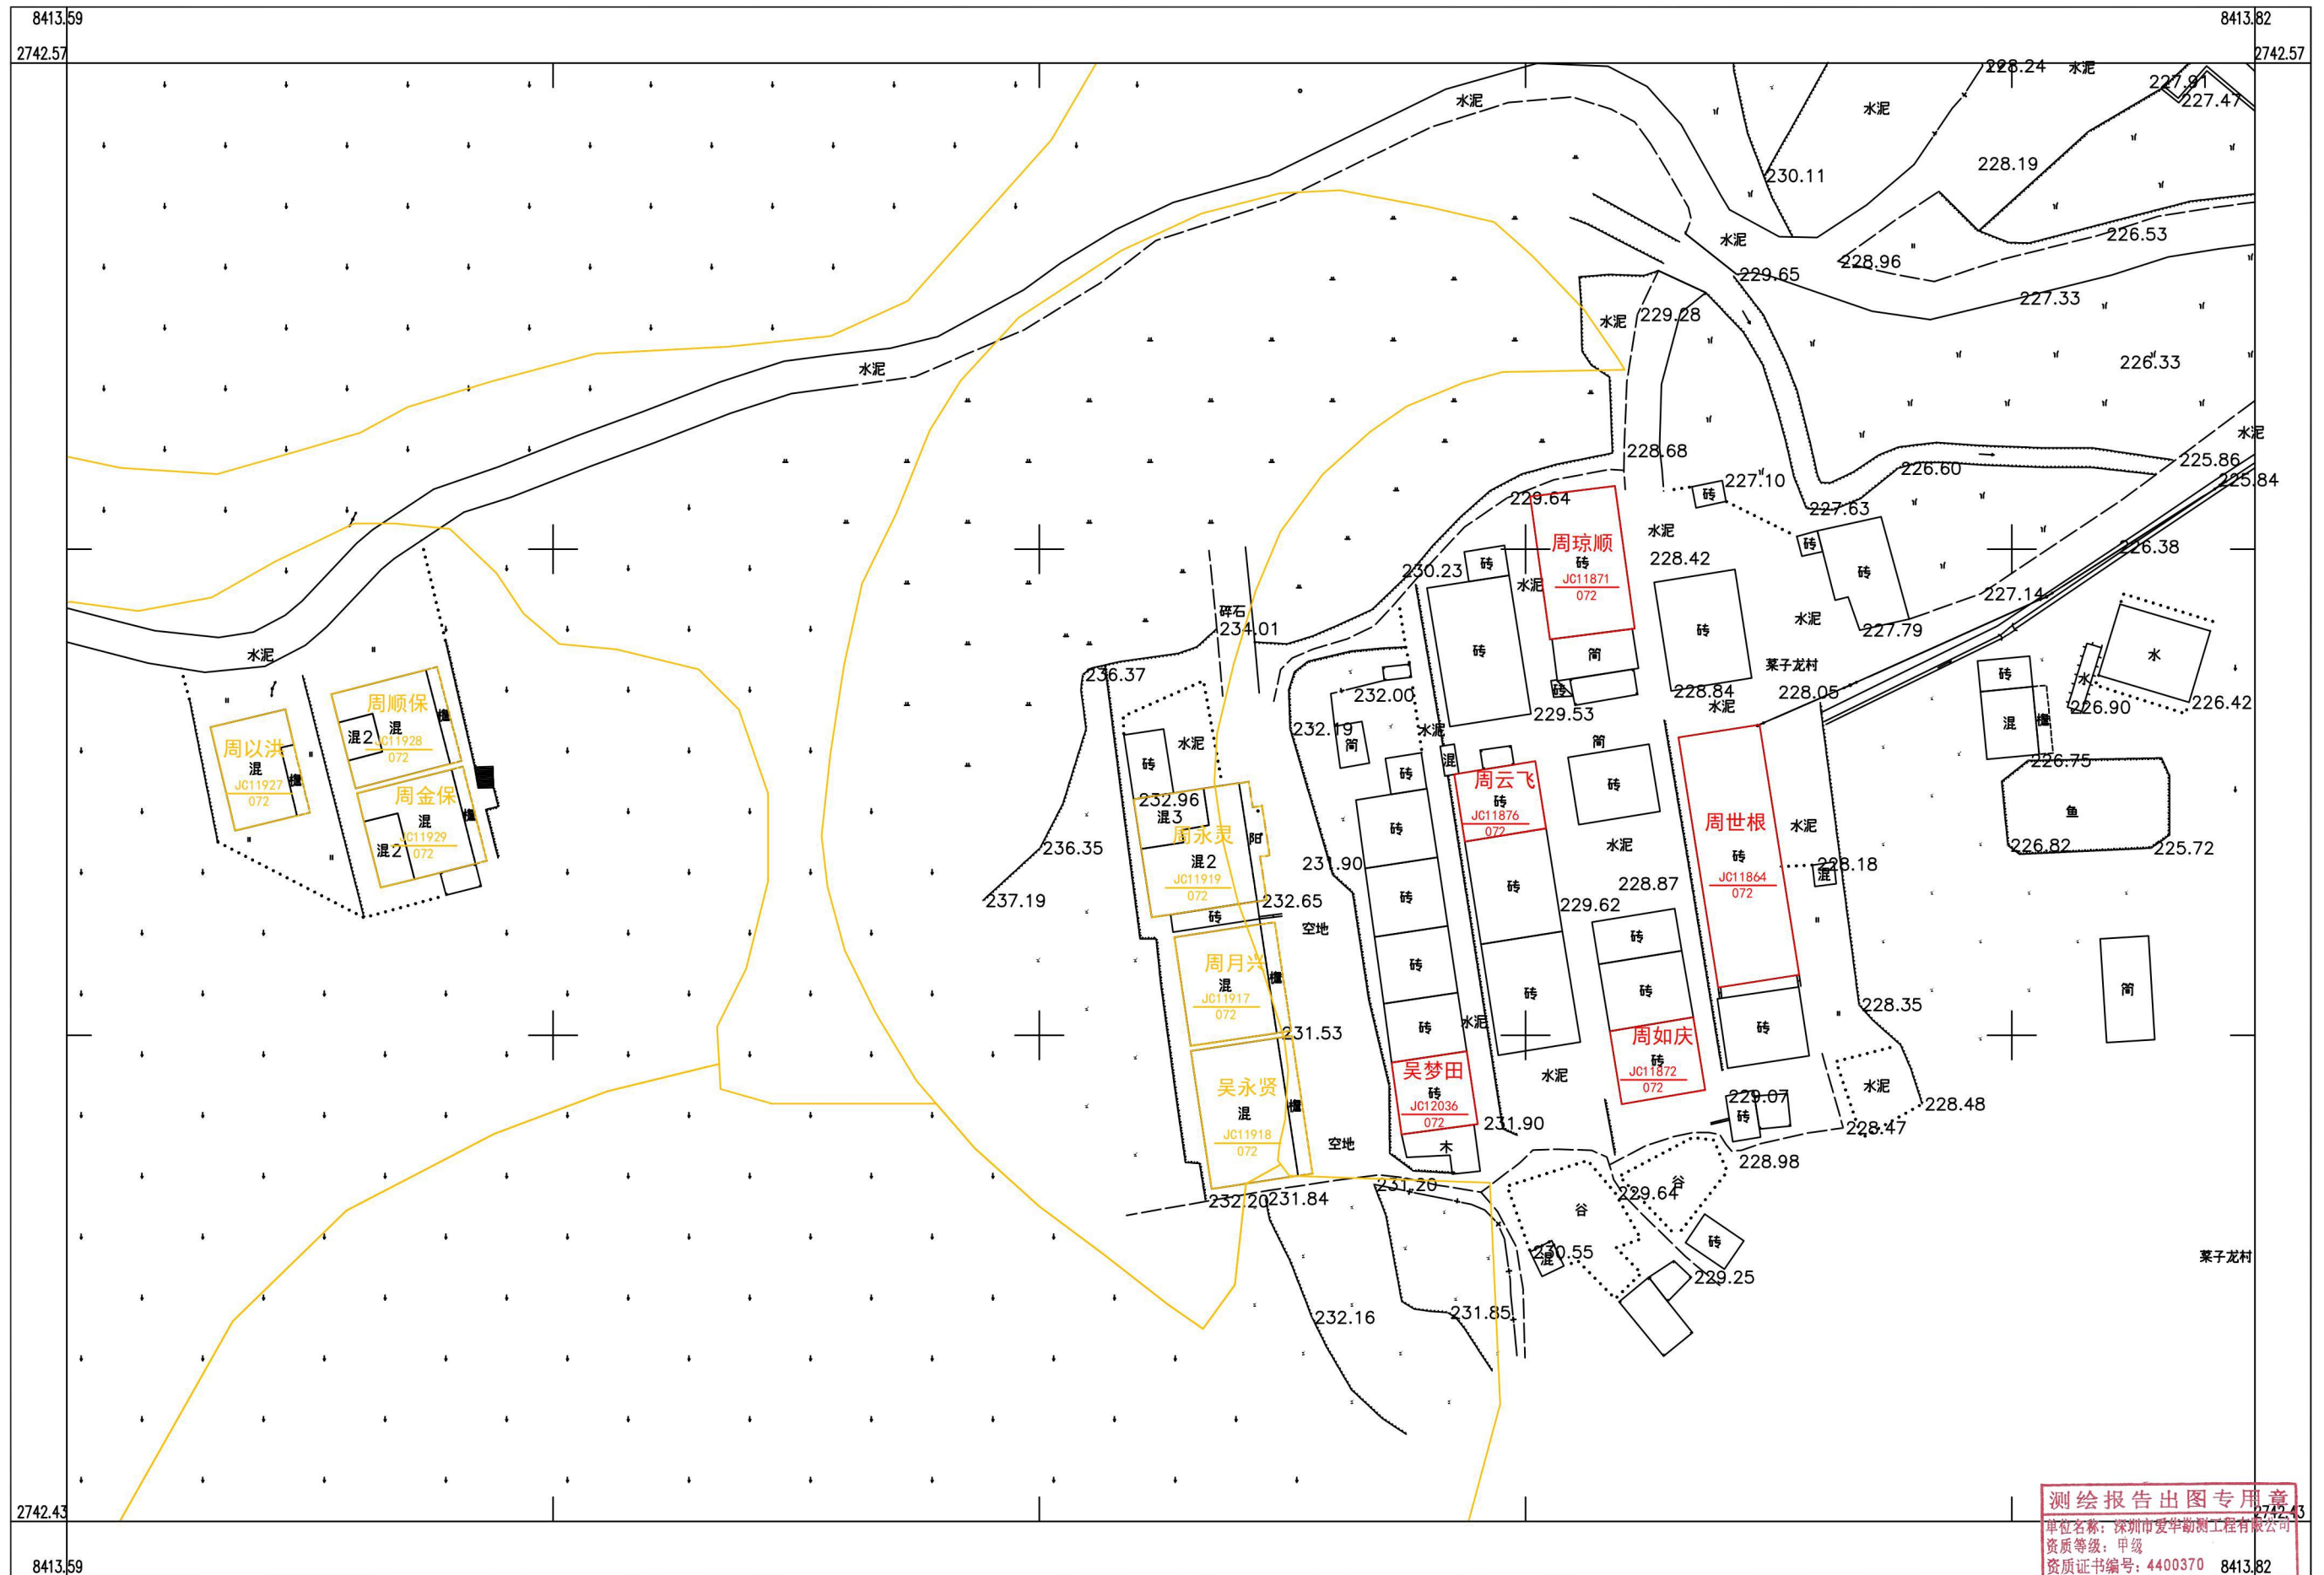 8413.59
8413.82
2742.57
2742.57
228.24
水泥
227.91
227.47
水泥
水泥
228.19
230.11
水泥
226.53
228.96
229.65
227.33
229.28
水泥
226.33
水泥
水泥
228.68
225.86
226.60
225.84
227.10
砖
229.64
227.63
水泥
周琼顺
砖
JC11871
072
228.42
砖
226.38
砖
230.23
砖
水泥
227.14
碎石
234.01
水泥
227.79
砖
砖
简
水
水泥
菜子龙村
236.37
232.00
砖
228.84
228.05
水泥
砖
水
226.90
226.42
周顺保
混
混2
JC11928
072
229.53
周以洪
混
JC11927
072
232.19
水泥
简
混
檐
水泥
简
混
226.75
砖
周金保
混
混2
JC11929
072
檐
232.96
混3
周永灵
混2
JC11919
072
阳
砖
周云飞
砖
JC11876
072
砖
周世根
砖
JC11864
072
水泥
鱼
226.82
225.72
236.35
砖
水泥
231.90
228.18
混
237.19
232.65
砖
砖
228.87
229.62
砖
空地
砖
周月兴
混
JC11917
072
砖
砖
砖
简
228.35
231.53
砖
水泥
砖
周如庆
砖
JC11872
072
吴永贤
混
JC11918
072
吴梦田
砖
JC12036
072
水泥
水泥
229.07
砖
228.48
231.90
228.47
空地
木
228.98
232.20
231.84
231.20
229.64
谷
谷
230.55
混
砖
229.25
菜子龙村
232.16
231.85
测绘报告出图专用章
单位名称：深圳市爱华勘测工程有限公司
资质等级：甲级
资质证书编号：4400370
2742.43
2742.43
8413.59
8413.82